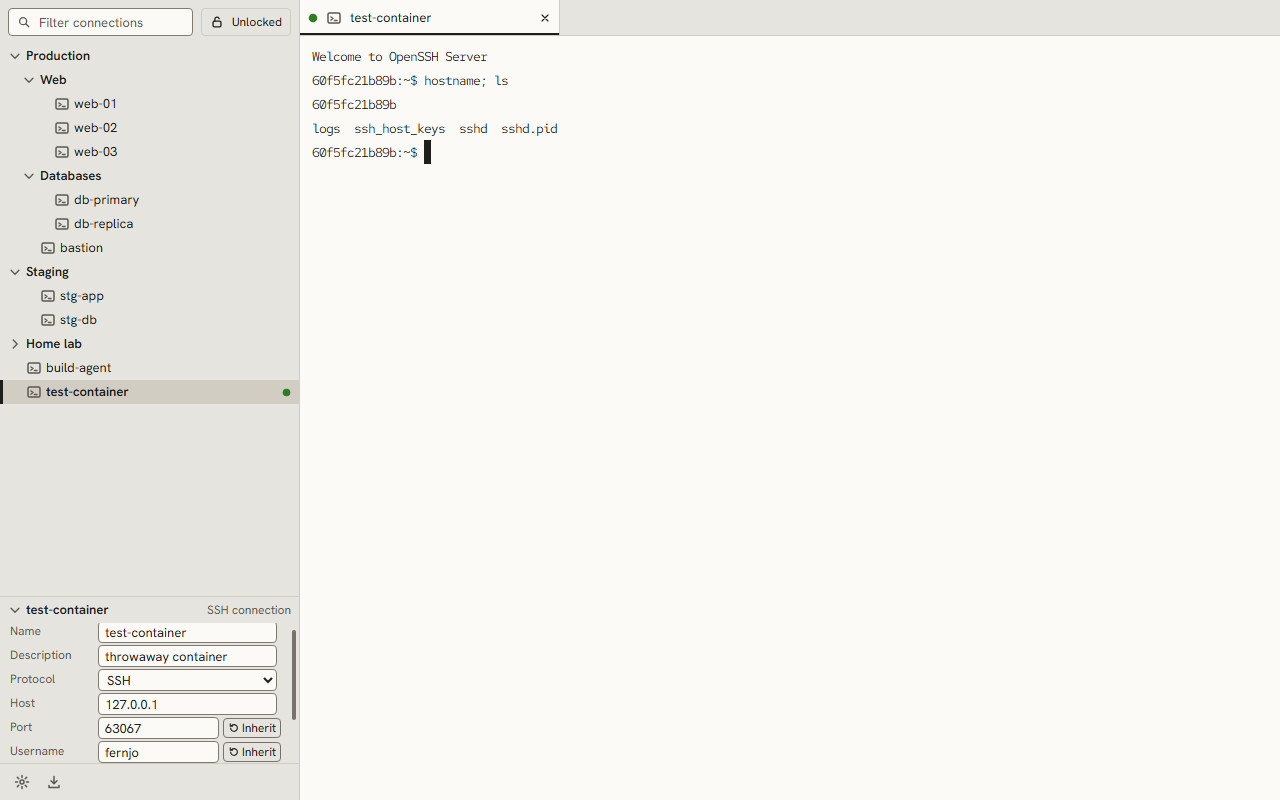 Filter connections
Unlocked
Production
Web
web-01
web-02
web-03
Databases
db-primary
db-replica
bastion
Staging
stg-app
stg-db
Home lab
build-agent
test-container
test-container SSH connection
Name test-container
Description throwaway container
Protocol SSH
Host 127.0.0.1
Port 63067 Inherit
Username fernjo Inherit
test-container
Welcome to OpenSSH Server
60f5fc21b89b:~$ hostname; ls
60f5fc21b89b
logs  ssh_host_keys  sshd  sshd.pid
60f5fc21b89b:~$